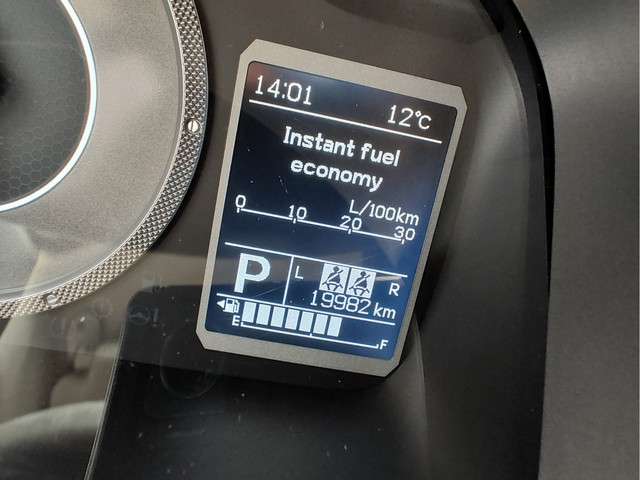 14:01 12°C
Instant fuel
economy
L/100km
0 10 20 30
P L R
19982 km
E F